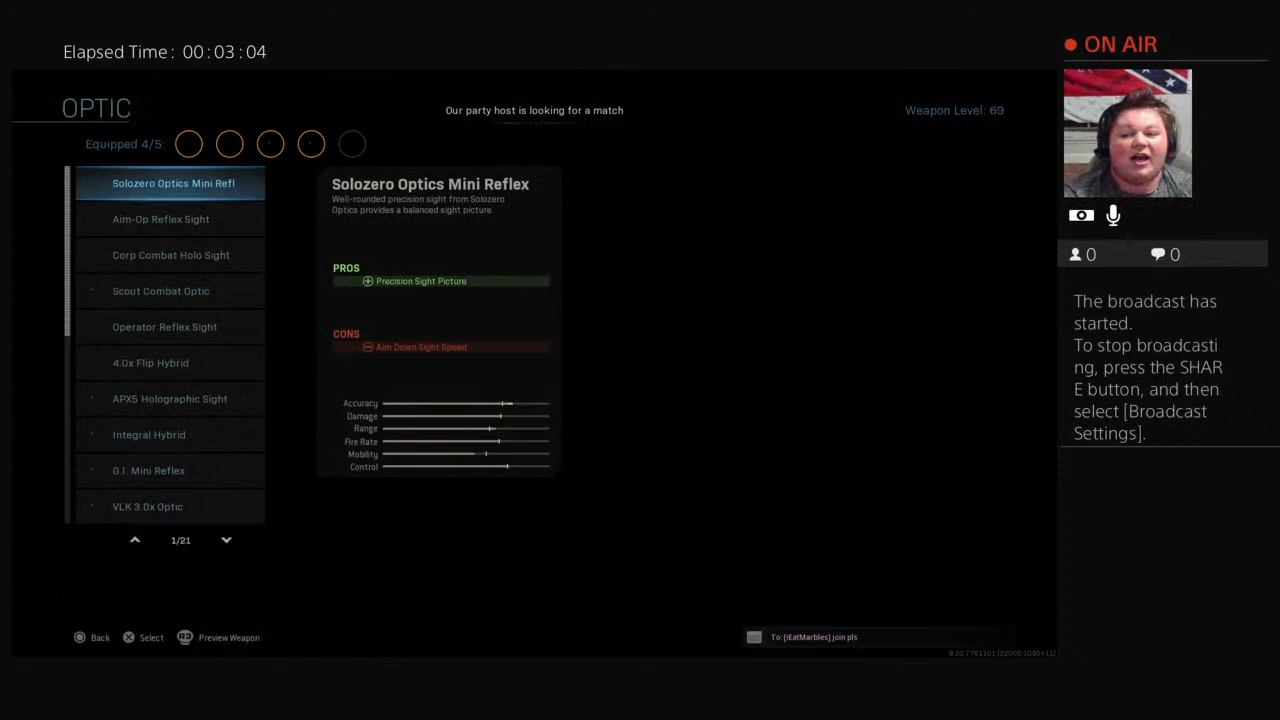 Elapsed Time: 00:03:04
ON AIR
OPTIC
Our party host is looking for a match
Weapon Level: 69
Equipped 4/5:
Solozero Optics Mini Refl
Aim-Op Reflex Sight
Corp Combat Holo Sight
Scout Combat Optic
Operator Reflex Sight
4.0x Flip Hybrid
APX5 Holographic Sight
Integral Hybrid
G.I. Mini Reflex
VLK 3.0x Optic
1/21
Solozero Optics Mini Reflex
Well-rounded precision sight from Solozero
Optics provides a balanced sight picture.
PROS
Precision Sight Picture
CONS
Aim Down Sight Speed
Accuracy
Damage
Range
Fire Rate
Mobility
Control
0 0
The broadcast has
started.
To stop broadcasti
ng, press the SHAR
E button, and then
select [Broadcast
Settings].
Back Select R3 Preview Weapon
To: [iEatMarbles] join pls